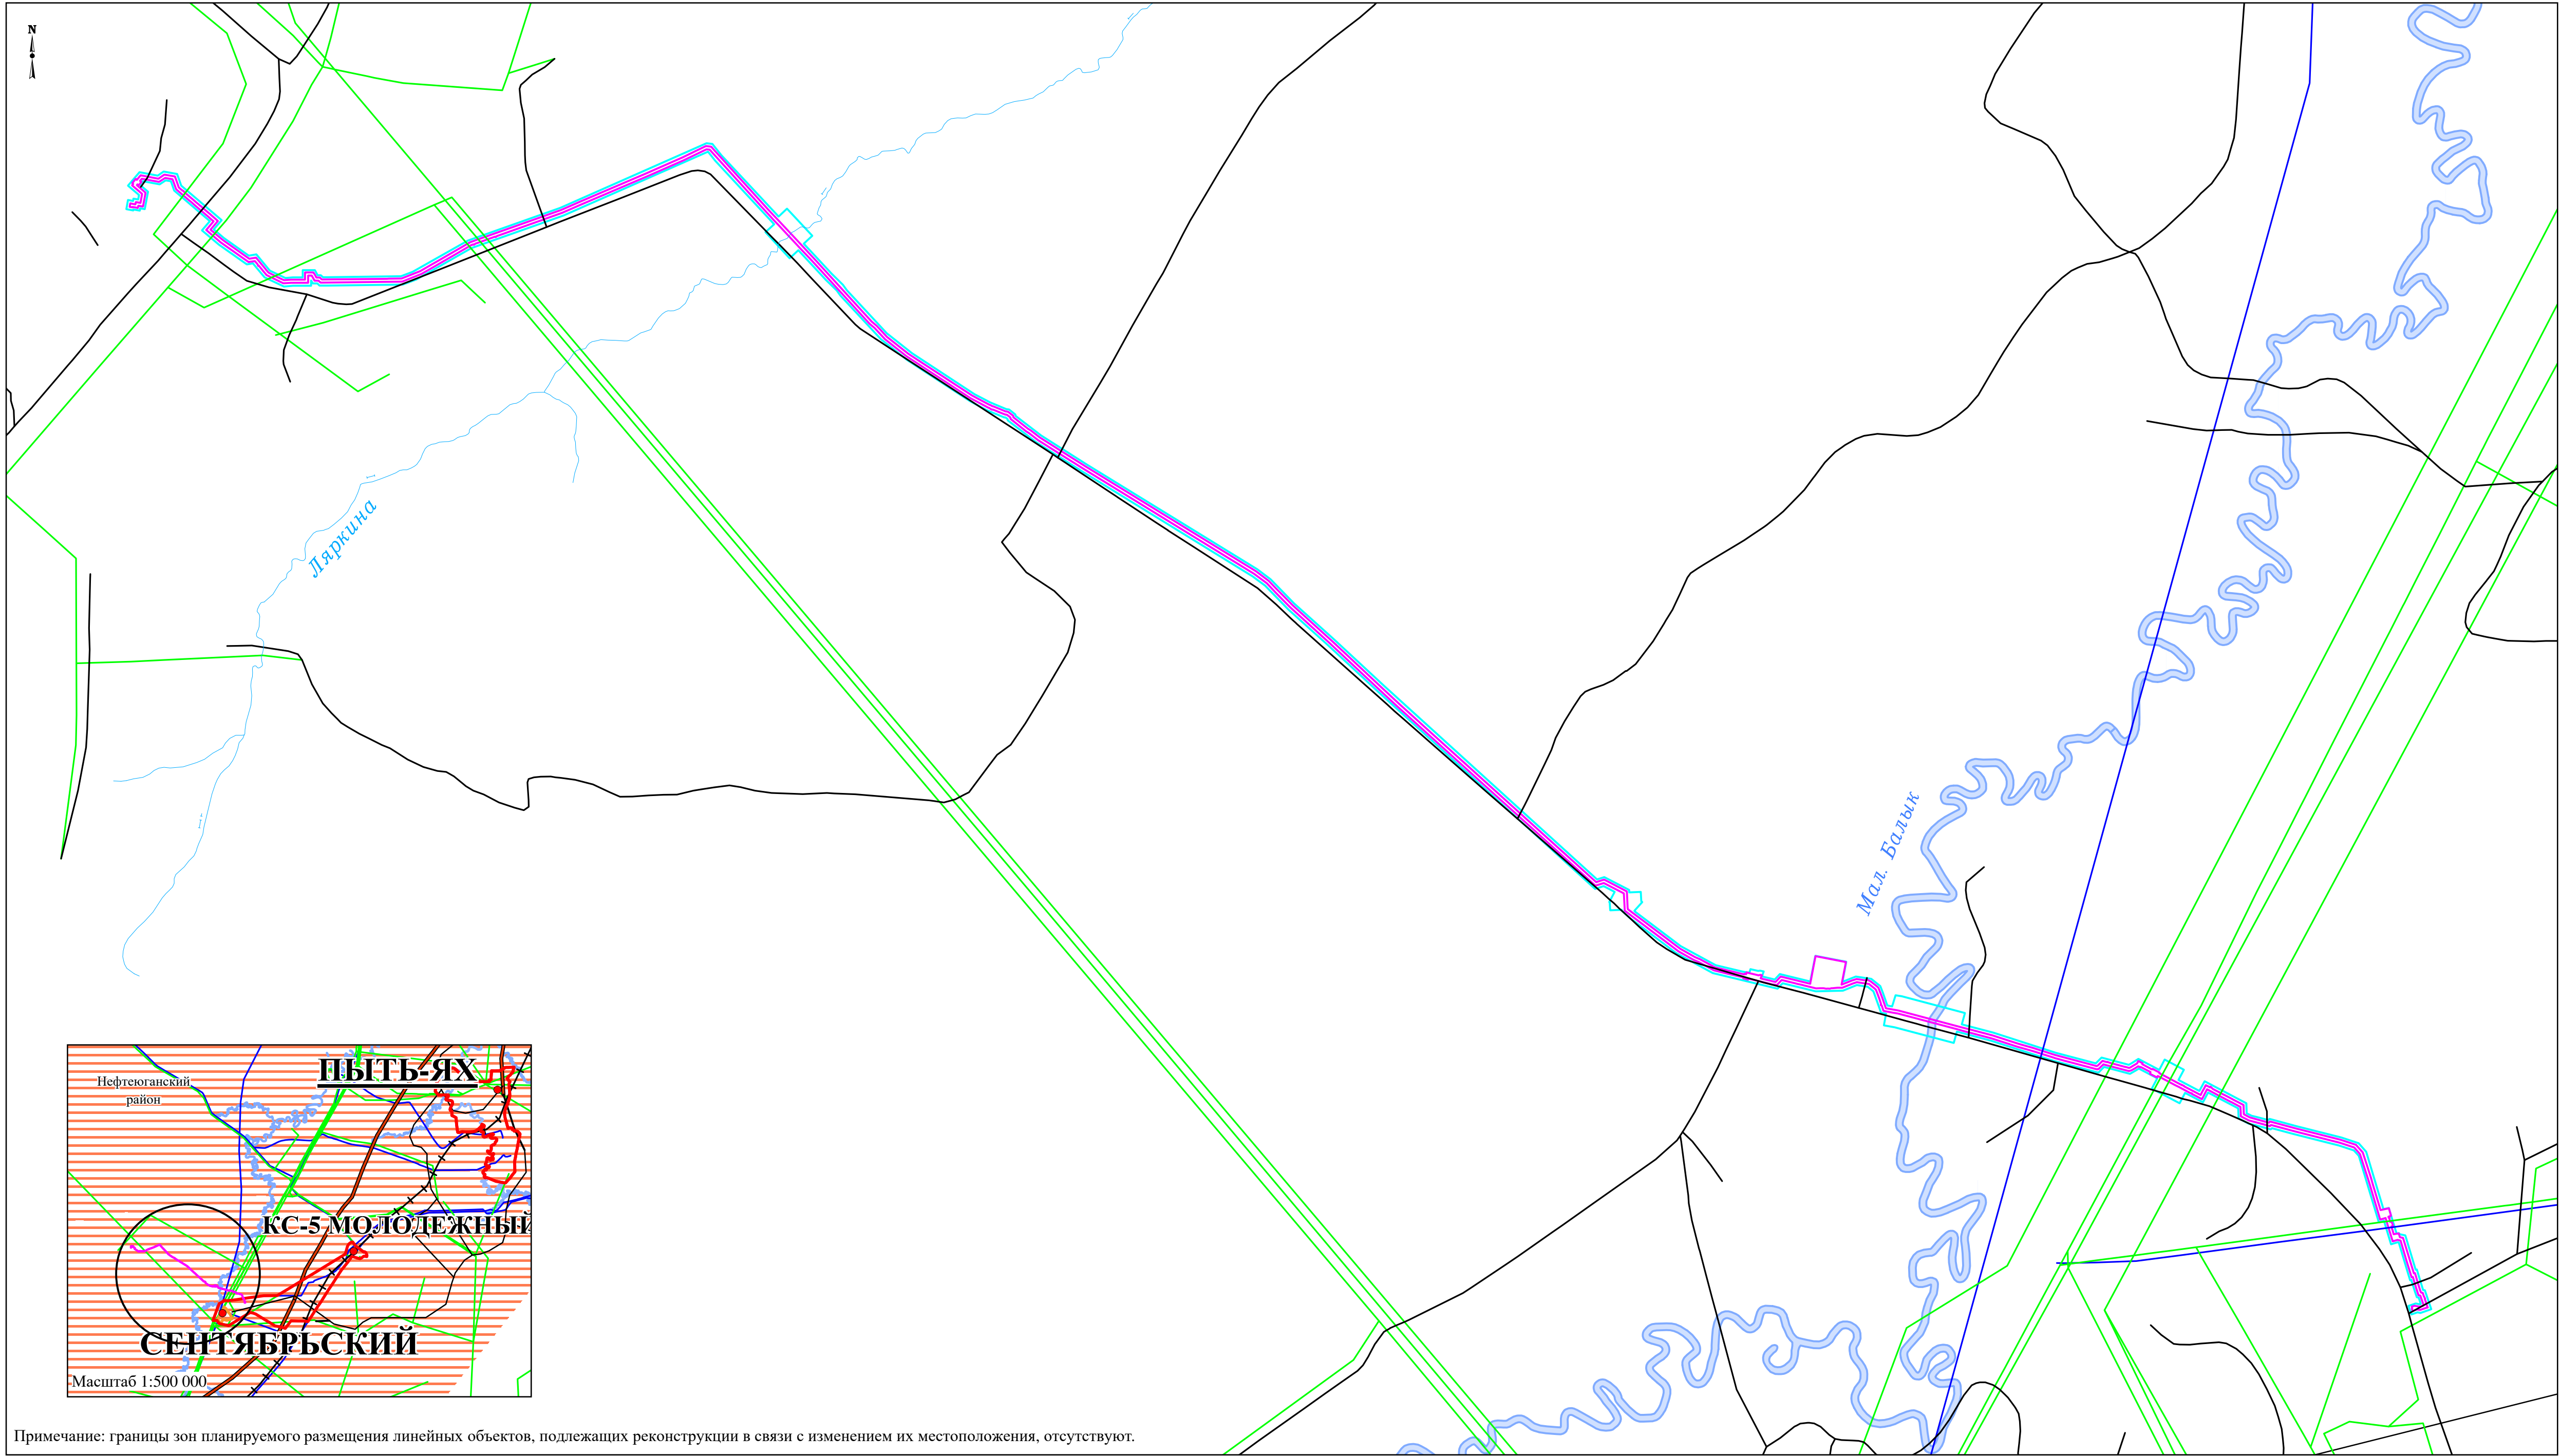 N
Ляркина
Мал. Балык
ПЫТЬ-ЯХ
Нефтеюганский
район
КС-5 МОЛОДЕЖНЫЙ
СЕНТЯБРЬСКИЙ
Масштаб 1:500 000
Примечание: границы зон планируемого размещения линейных объектов, подлежащих реконструкции в связи с изменением их местоположения, отсутствуют.